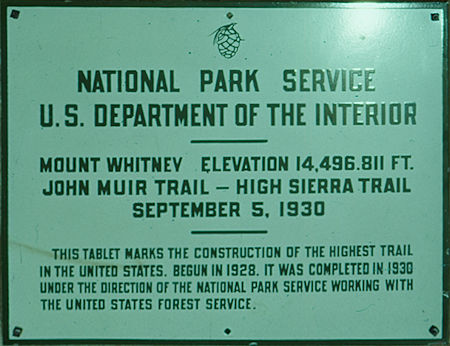 NATIONAL PARK SERVICE
U.S. DEPARTMENT OF THE INTERIOR
MOUNT WHITNEY ELEVATION 14,496.811 FT.
JOHN MUIR TRAIL – HIGH SIERRA TRAIL
SEPTEMBER 5, 1930
THIS TABLET MARKS THE CONSTRUCTION OF THE HIGHEST TRAIL
IN THE UNITED STATES. BEGUN IN 1928. IT WAS COMPLETED IN 1930
UNDER THE DIRECTION OF THE NATIONAL PARK SERVICE WORKING WITH
THE UNITED STATES FOREST SERVICE.